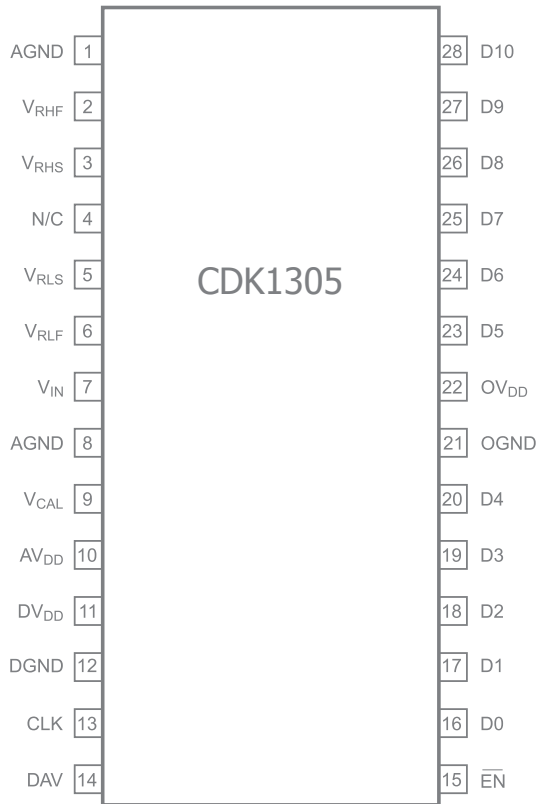 AGND 1 28 D10
V_RHF 2 27 D9
V_RHS 3 26 D8
N/C 4 25 D7
V_RLS 5 24 D6
CDK1305
V_RLF 6 23 D5
V_IN 7 22 OV_DD
AGND 8 21 OGND
V_CAL 9 20 D4
AV_DD 10 19 D3
DV_DD 11 18 D2
DGND 12 17 D1
CLK 13 16 D0
DAV 14 15 E̅N̅